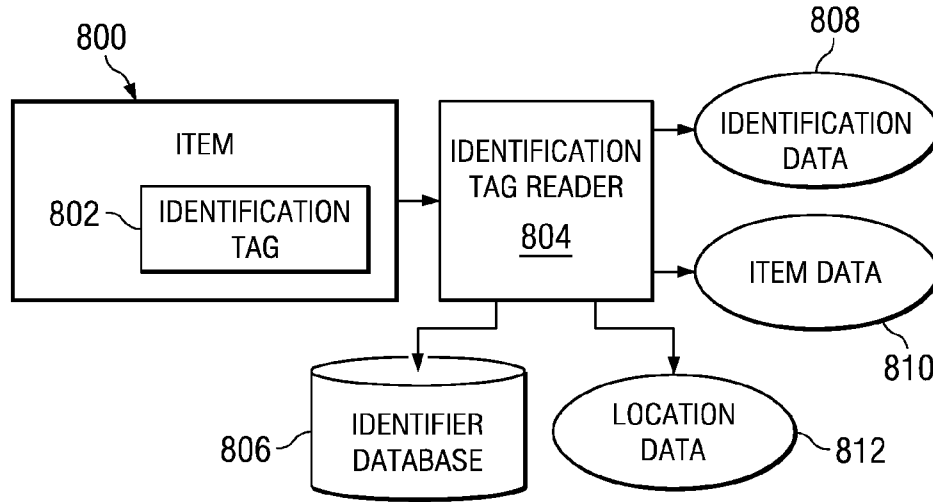 800
808
ITEM
802
IDENTIFICATION
TAG
IDENTIFICATION
TAG READER
804
IDENTIFICATION
DATA
ITEM DATA
810
806
IDENTIFIER
DATABASE
LOCATION
DATA
812